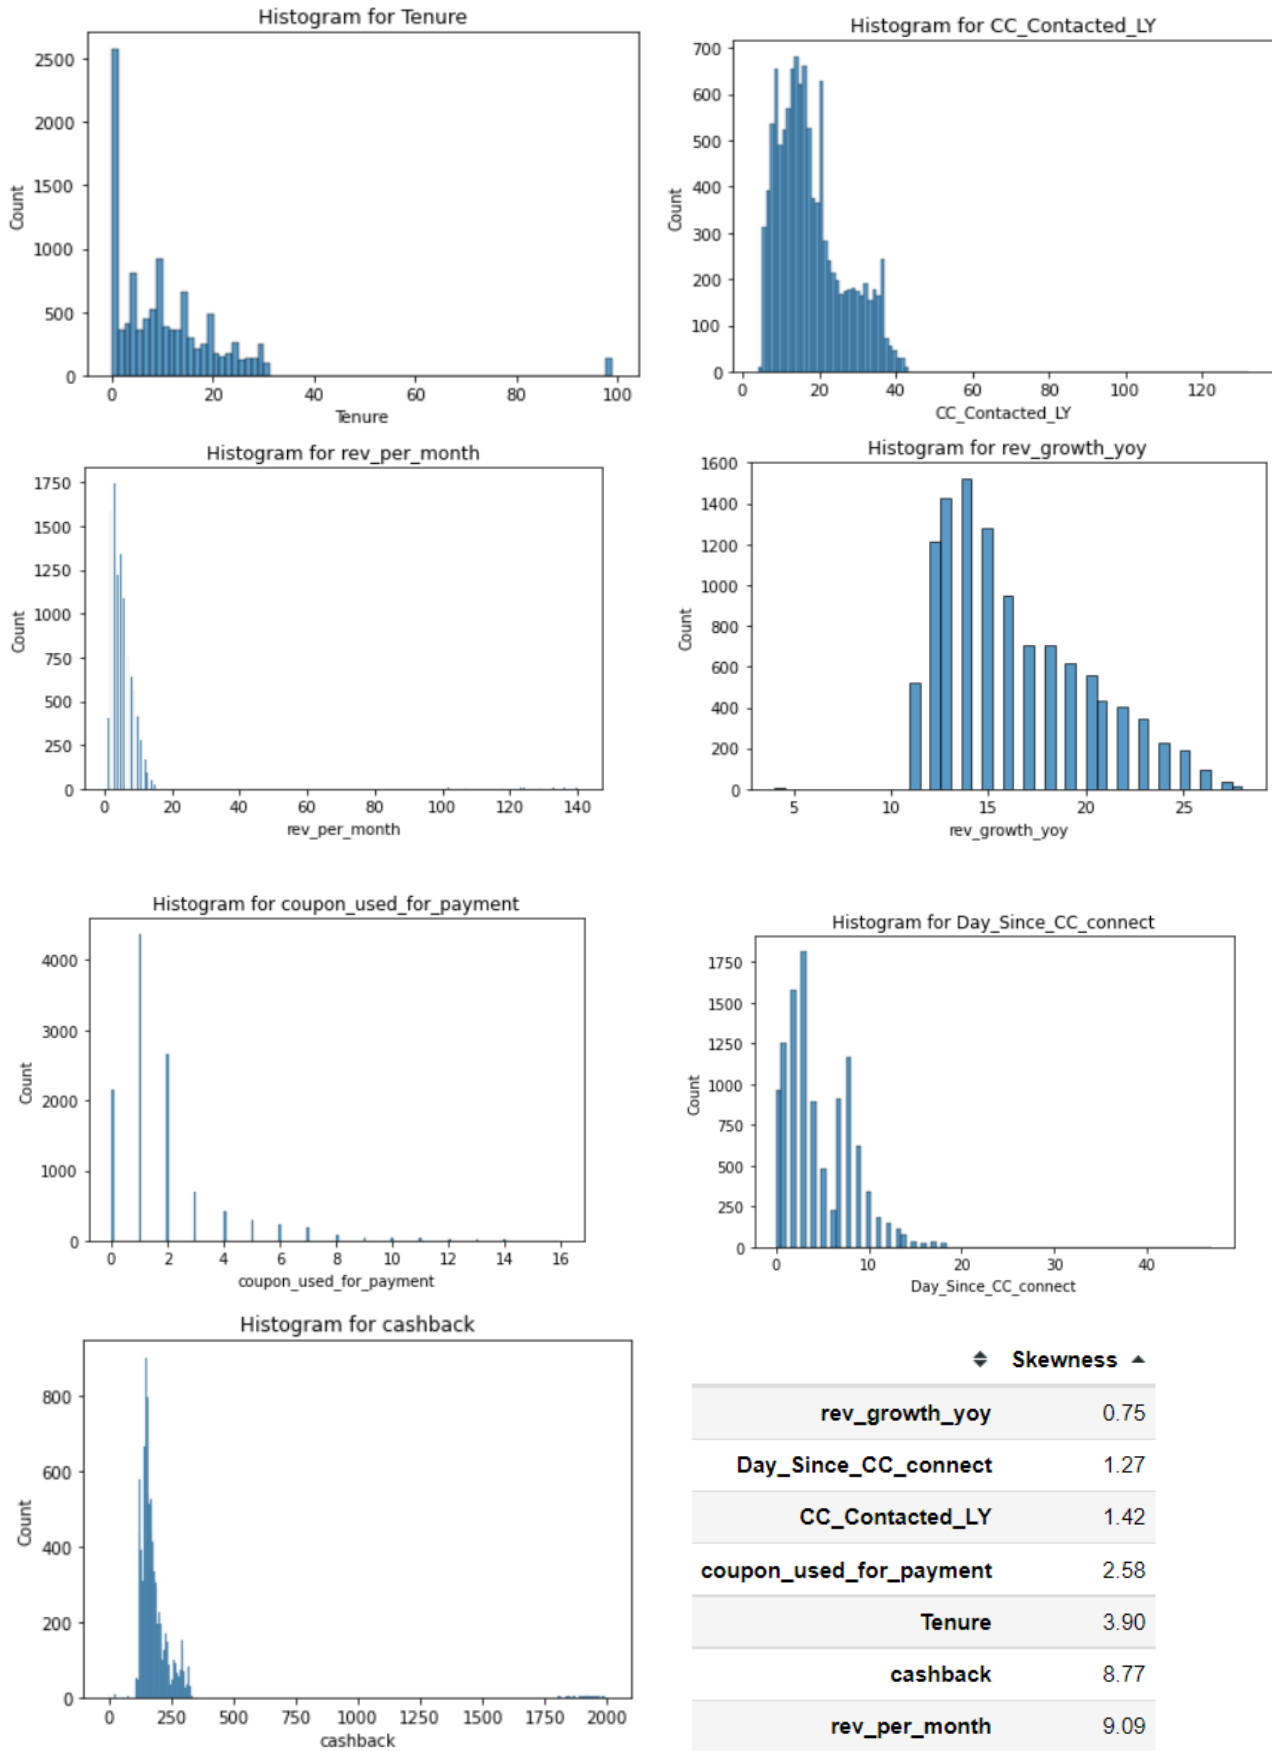 Histogram for Tenure
2500
2000
1500
1000
500
0
Count
0 20 40 60 80 100
Tenure
Histogram for CC_Contacted_LY
700
600
500
400
300
200
100
0
Count
0 20 40 60 80 100 120
CC_Contacted_LY
Histogram for rev_per_month
1750
1500
1250
1000
750
500
250
0
Count
0 20 40 60 80 100 120 140
rev_per_month
Histogram for rev_growth_yoy
1600
1400
1200
1000
800
600
400
200
0
Count
5 10 15 20 25
rev_growth_yoy
Histogram for coupon_used_for_payment
4000
3000
2000
1000
0
Count
0 2 4 6 8 10 12 14 16
coupon_used_for_payment
Histogram for Day_Since_CC_connect
1750
1500
1250
1000
750
500
250
0
Count
0 10 20 30 40
Day_Since_CC_connect
Histogram for cashback
800
600
400
200
0
Count
0 250 500 750 1000 1250 1500 1750 2000
cashback
Skewness
rev_growth_yoy 0.75
Day_Since_CC_connect 1.27
CC_Contacted_LY 1.42
coupon_used_for_payment 2.58
Tenure 3.90
cashback 8.77
rev_per_month 9.09